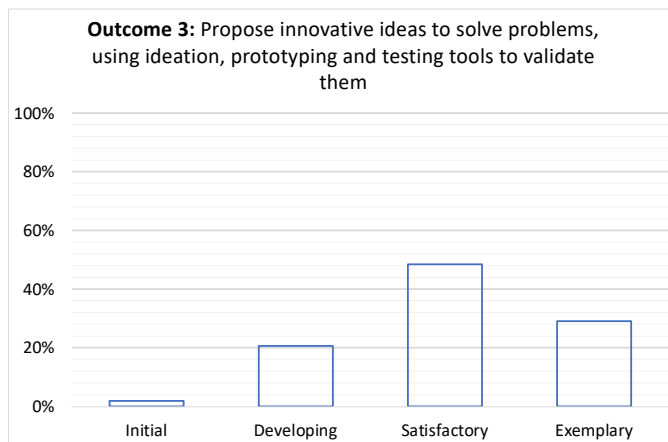 Outcome 3: Propose innovative ideas to solve problems,
using ideation, prototyping and testing tools to validate
them
100%
80%
60%
40%
20%
0%
Initial Developing Satisfactory Exemplary